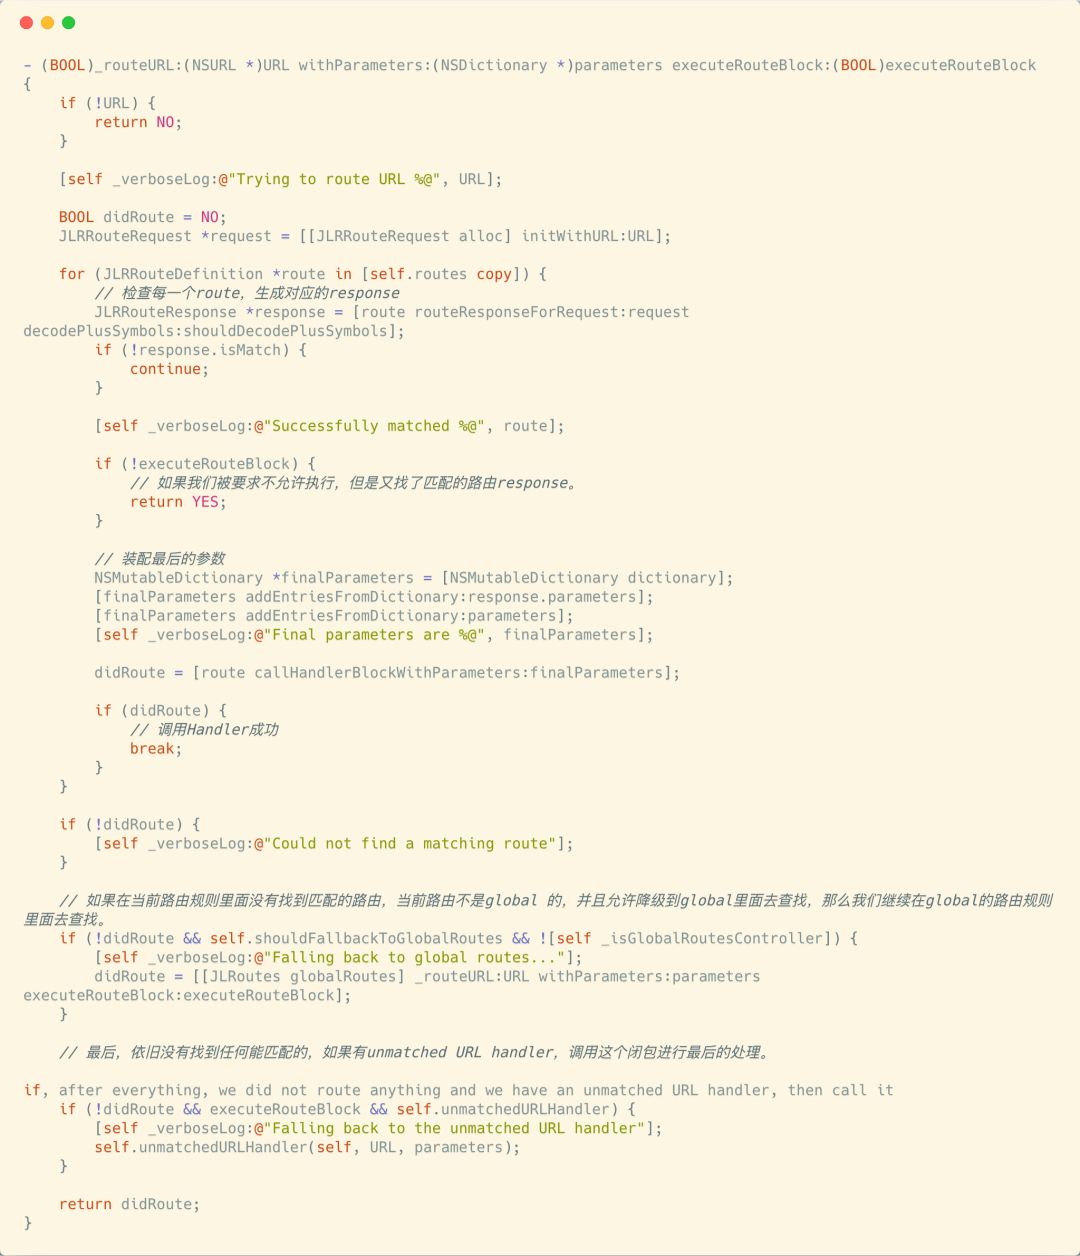 - (BOOL)_routeURL:(NSURL *)URL withParameters:(NSDictionary *)parameters executeRouteBlock:(BOOL)executeRouteBlock
{
    if (!URL) {
        return NO;
    }

    [self _verboseLog:@"Trying to route URL %@", URL];

    BOOL didRoute = NO;
    JLRRouteRequest *request = [[JLRRouteRequest alloc] initWithURL:URL];

    for (JLRRouteDefinition *route in [self.routes copy]) {
        // 检查每一个route，生成对应的response
        JLRRouteResponse *response = [route routeResponseForRequest:request
decodePlusSymbols:shouldDecodePlusSymbols];
        if (!response.isMatch) {
            continue;
        }

        [self _verboseLog:@"Successfully matched %@", route];

        if (!executeRouteBlock) {
            // 如果我们被要求不允许执行，但是又找了匹配的路由response。
            return YES;
        }

        // 装配最后的参数
        NSMutableDictionary *finalParameters = [NSMutableDictionary dictionary];
        [finalParameters addEntriesFromDictionary:response.parameters];
        [finalParameters addEntriesFromDictionary:parameters];
        [self _verboseLog:@"Final parameters are %@", finalParameters];

        didRoute = [route callHandlerBlockWithParameters:finalParameters];

        if (didRoute) {
            // 调用Handler成功
            break;
        }
    }

    if (!didRoute) {
        [self _verboseLog:@"Could not find a matching route"];
    }

    // 如果在当前路由规则里面没有找到匹配的路由，当前路由不是global 的，并且允许降级到global里面去查找，那么我们继续在global的路由规则
里面去查找。
    if (!didRoute && self.shouldFallbackToGlobalRoutes && ![self _isGlobalRoutesController]) {
        [self _verboseLog:@"Falling back to global routes..."];
        didRoute = [[JLRoutes globalRoutes] _routeURL:URL withParameters:parameters
executeRouteBlock:executeRouteBlock];
    }

    // 最后，依旧没有找到任何能匹配的，如果有unmatched URL handler，调用这个闭包进行最后的处理。

if, after everything, we did not route anything and we have an unmatched URL handler, then call it
    if (!didRoute && executeRouteBlock && self.unmatchedURLHandler) {
        [self _verboseLog:@"Falling back to the unmatched URL handler"];
        self.unmatchedURLHandler(self, URL, parameters);
    }

    return didRoute;
}